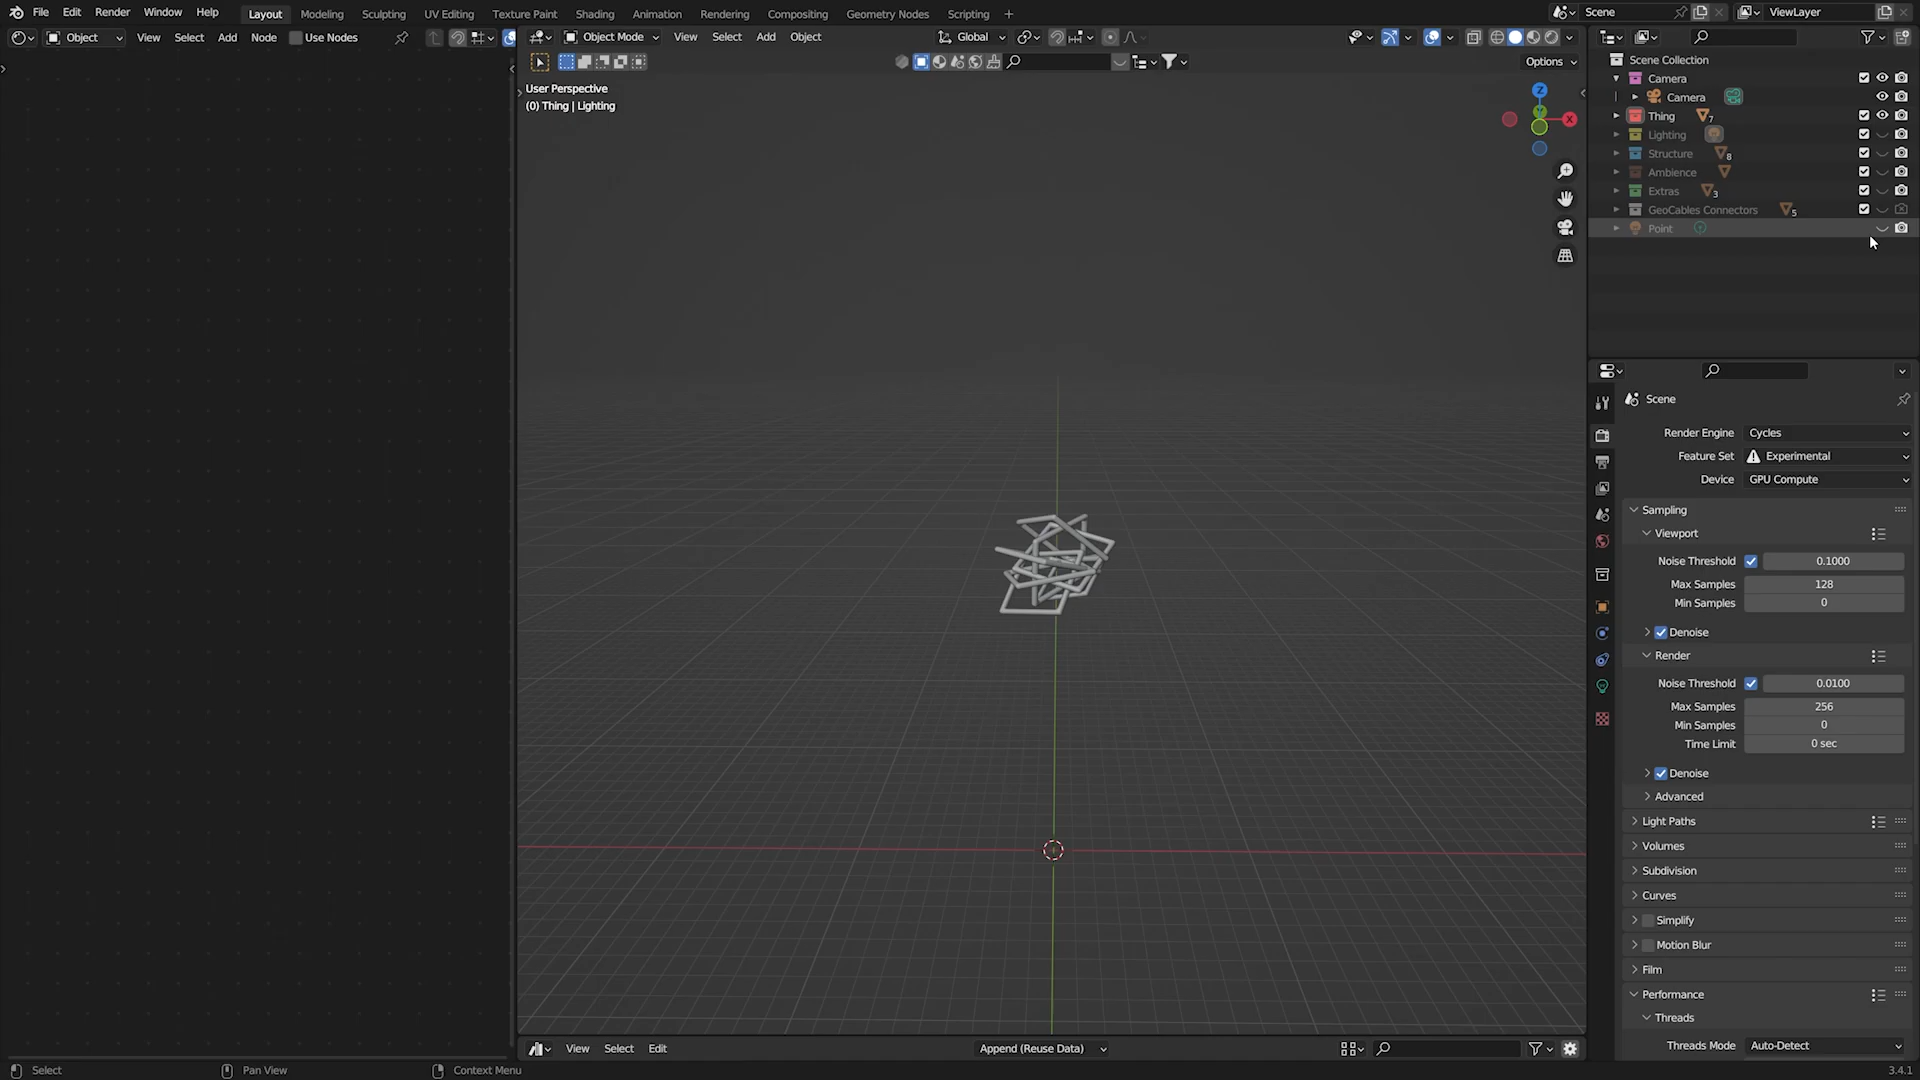 File Edit Render Window Help Layout Modeling Sculpting UV Editing Texture Paint Shading Animation Rendering Compositing Geometry Nodes Scripting + Scene ViewLayer
Object View Select Add Node Use Nodes Object Mode View Select Add Object Global
Options
User Perspective
(0) Thing | Lighting
Z
X
Scene Collection
Camera
Camera
Thing 7
Lighting
Structure 8
Ambience
Extras 3
GeoCables Connectors 5
Point
Scene
Render Engine Cycles
Feature Set Experimental
Device GPU Compute
Sampling
Viewport
Noise Threshold 0.1000
Max Samples 128
Min Samples 0
Denoise
Render
Noise Threshold 0.0100
Max Samples 256
Min Samples 0
Time Limit 0 sec
Denoise
Advanced
Light Paths
Volumes
Subdivision
Curves
Simplify
Motion Blur
Film
Performance
Threads
Threads Mode Auto-Detect
View Select Edit Append (Reuse Data)
Select Pan View Context Menu 3.4.1